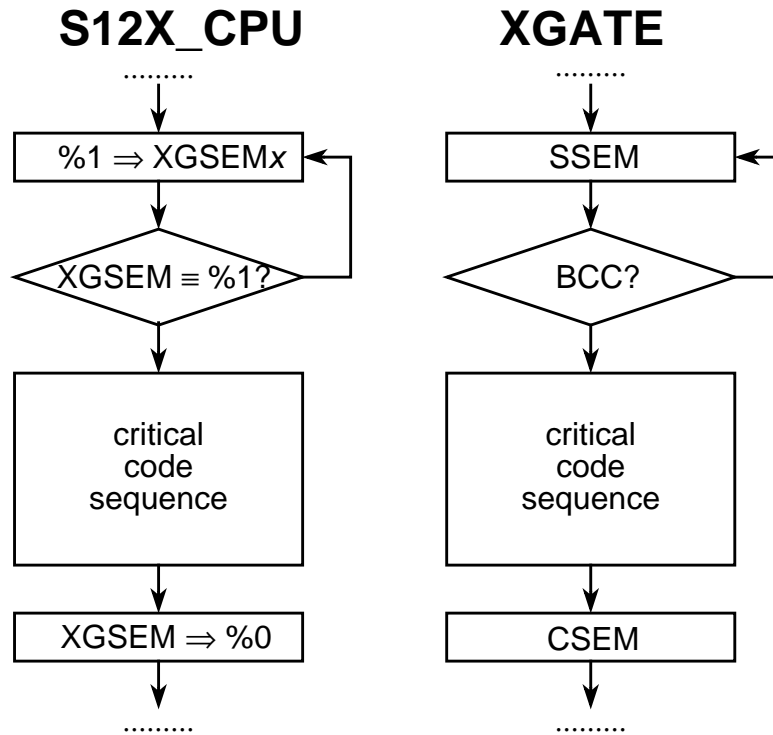 S12X_CPU
.........
%1 ⇒ XGSEMx
XGSEM ≡ %1?
critical
code
sequence
XGSEM ⇒ %0
.........
XGATE
.........
SSEM
BCC?
critical
code
sequence
CSEM
.........